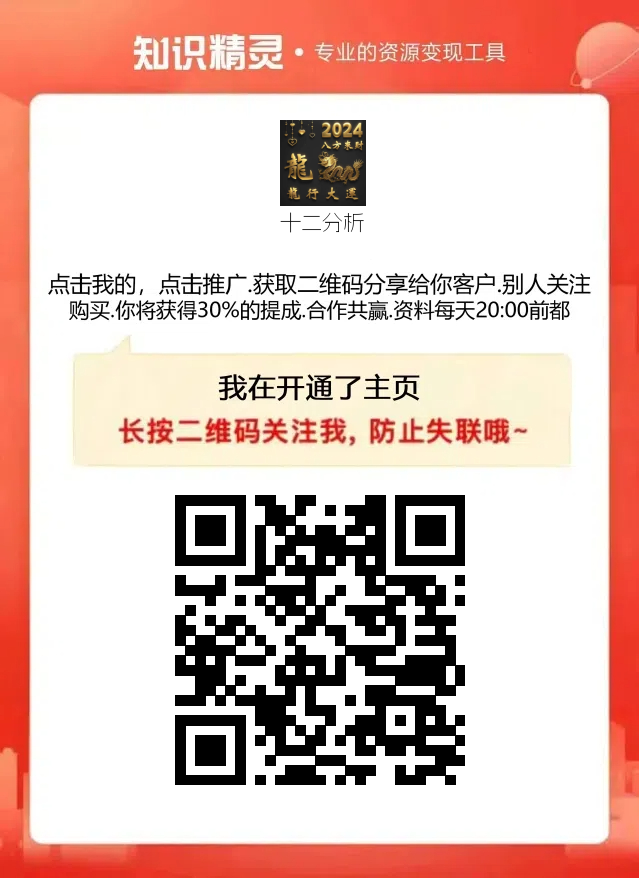 知识精灵·专业的资源变现工具
2024
八方来财
龍
龍行大運
十二分析
点击我的，点击推广.获取二维码分享给你客户.别人关注
购买.你将获得30%的提成.合作共赢.资料每天20:00前都
我在开通了主页
长按二维码关注我, 防止失联哦~